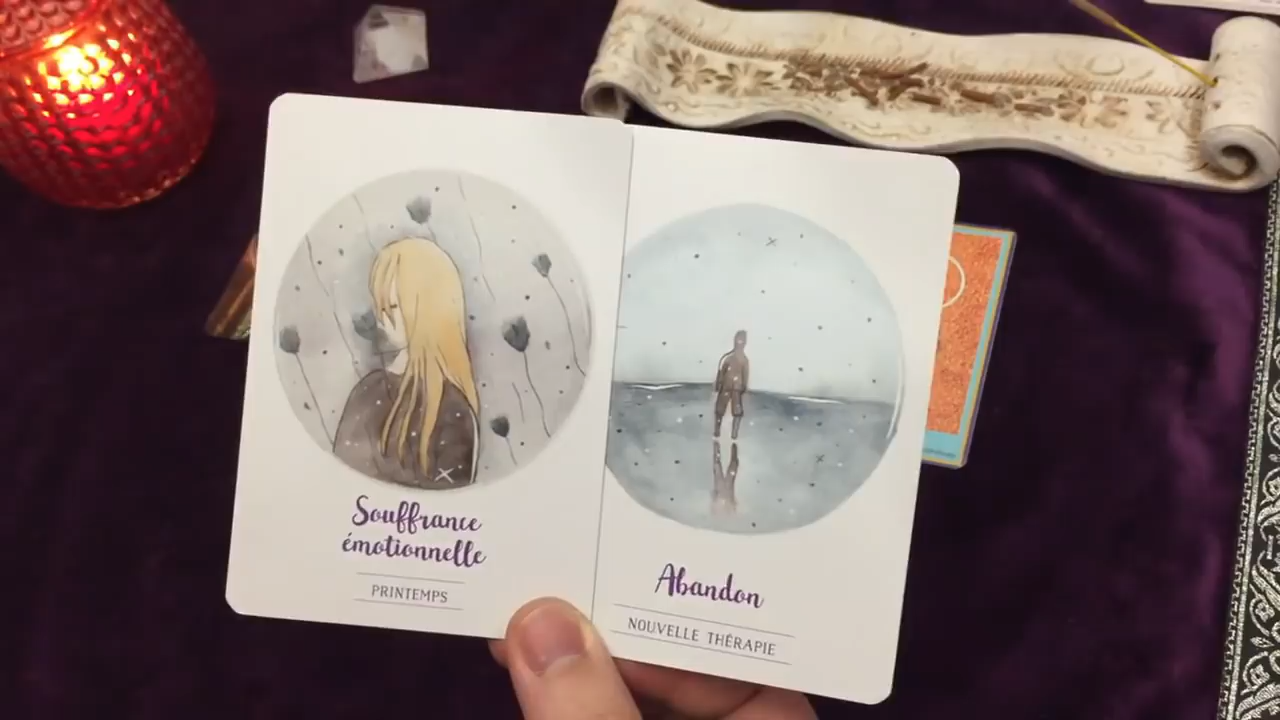 Souffrance
émotionnelle
PRINTEMPS
Abandon
NOUVELLE THÉRAPIE